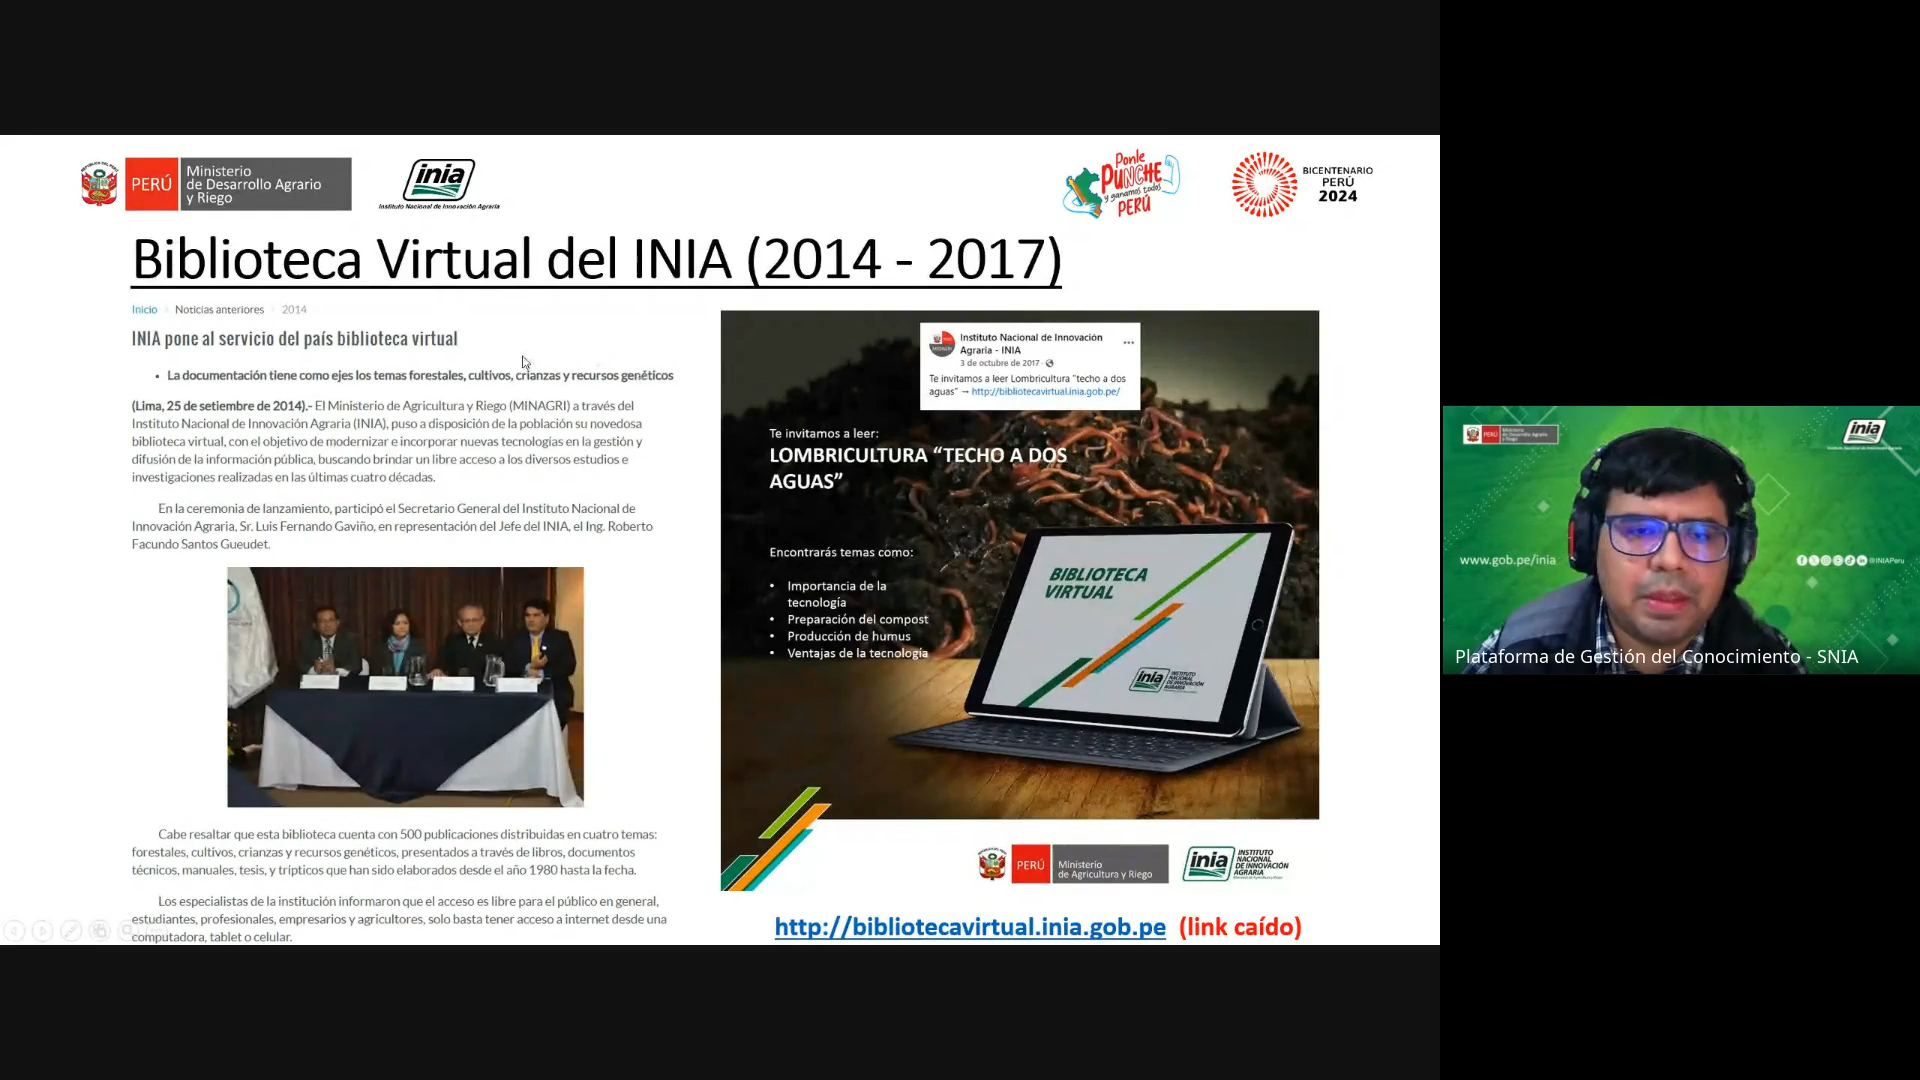 PERÚ
Ministerio
de Desarrollo Agrario
y Riego
inia
Instituto Nacional de Innovación Agraria
Ponle
PUNCHE
y ganamos todos
PERÚ
BICENTENARIO
PERÚ
2024
Biblioteca Virtual del INIA (2014 - 2017)
Inicio
Noticias anteriores
2014
INIA pone al servicio del país biblioteca virtual
• La documentación tiene como ejes los temas forestales, cultivos, crianzas y recursos genéticos
(Lima, 25 de setiembre de 2014).- El Ministerio de Agricultura y Riego (MINAGRI) a través del
Instituto Nacional de Innovación Agraria (INIA), puso a disposición de la población su novedosa
biblioteca virtual, con el objetivo de modernizar e incorporar nuevas tecnologías en la gestión y
difusión de la información pública, buscando brindar un libre acceso a los diversos estudios e
investigaciones realizadas en las últimas cuatro décadas.
En la ceremonia de lanzamiento, participó el Secretario General del Instituto Nacional de
Innovación Agraria, Sr. Luis Fernando Gaviño, en representación del Jefe del INIA, el Ing. Roberto
Facundo Santos Gueudet.
Cabe resaltar que esta biblioteca cuenta con 500 publicaciones distribuidas en cuatro temas:
forestales, cultivos, crianzas y recursos genéticos, presentados a través de libros, documentos
técnicos, manuales, tesis, y trípticos que han sido elaborados desde el año 1980 hasta la fecha.
Los especialistas de la institución informaron que el acceso es libre para el público en general,
estudiantes, profesionales, empresarios y agricultores, solo basta tener acceso a internet desde una
computadora, tablet o celular.
Instituto Nacional de Innovación
Agraria - INIA
3 de octubre de 2017
Te invitamos a leer Lombricultura "techo a dos
aguas" → http://bibliotecavirtual.inia.gob.pe/
Te invitamos a leer:
LOMBRICULTURA “TECHO A DOS
AGUAS”
Encontrarás temas como:
• Importancia de la
tecnología
• Preparación del compost
• Producción de humus
• Ventajas de la tecnología
BIBLIOTECA
VIRTUAL
inia
INSTITUTO
NACIONAL
DE INNOVACIÓN
AGRARIA
PERÚ
Ministerio
de Agricultura y Riego
inia
INSTITUTO
NACIONAL
DE INNOVACIÓN
AGRARIA
http://bibliotecavirtual.inia.gob.pe (link caído)
PERÚ
Ministerio
de Desarrollo Agrario
y Riego
inia
www.gob.pe/inia
@INIAPeru
Plataforma de Gestión del Conocimiento - SNIA